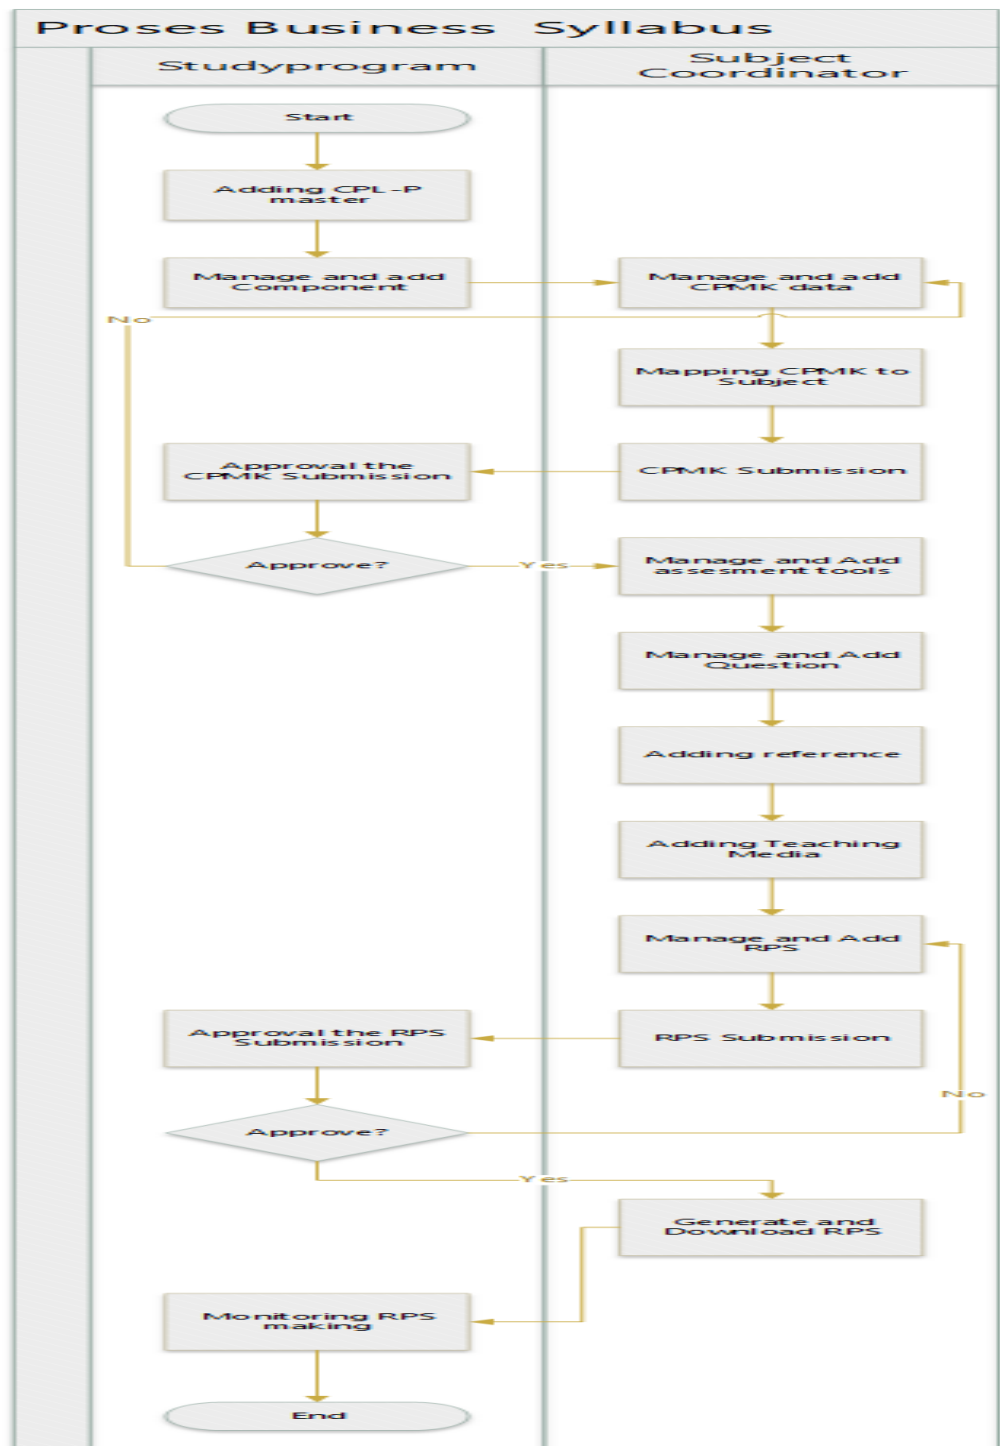 Proses Business Syllabus
Studyprogram
Subject
Coordinator
Start
Adding CPL-P
master
Manage and add
Component
Manage and add
CPMK data
No
Mapping CPMK to
Subject
Approval the
CPMK Submission
CPMK Submission
Approve?
Yes
Manage and Add
assesment tools
Manage and Add
Question
Adding reference
Adding Teaching
Media
Manage and Add
RPS
Approval the RPS
Submission
RPS Submission
No
Approve?
Yes
Generate and
Download RPS
Monitoring RPS
making
End